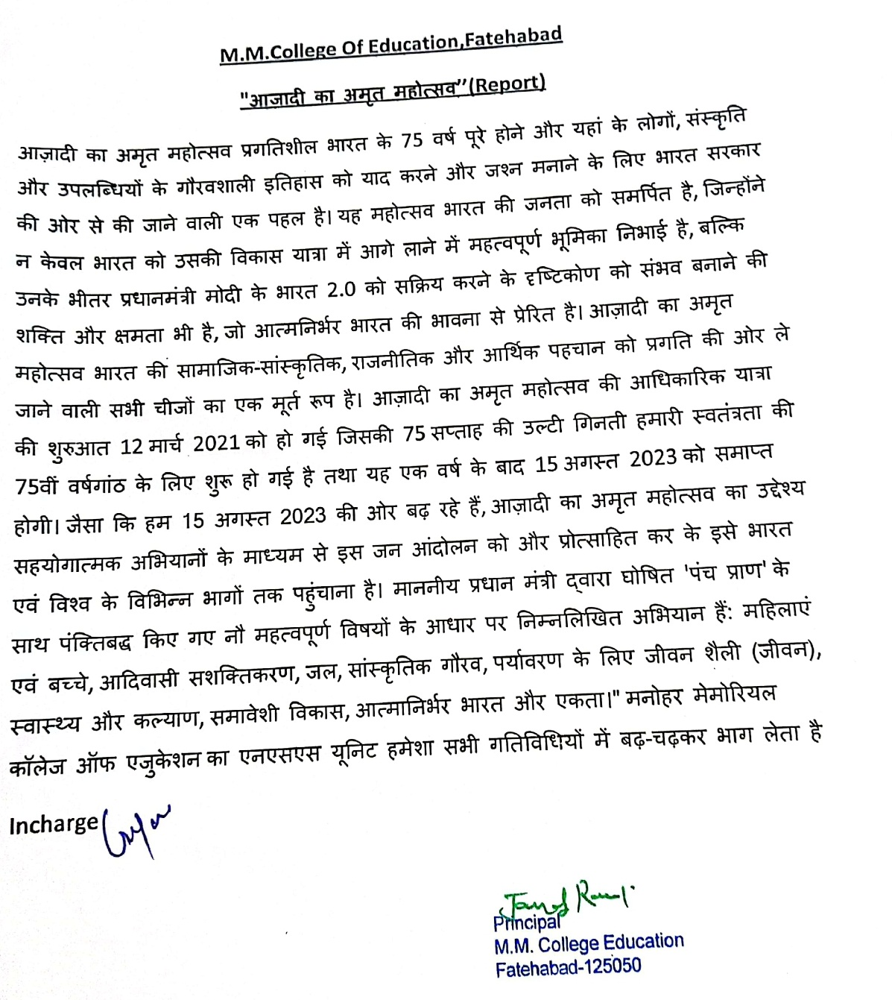 M.M.College Of Education,Fatehabad
"आज़ादी का अमृत महोत्सव”(Report)
आज़ादी का अमृत महोत्सव प्रगतिशील भारत के 75 वर्ष पूरे होने और यहां के लोगों, संस्कृति
और उपलब्धियों के गौरवशाली इतिहास को याद करने और जश्न मनाने के लिए भारत सरकार
की ओर से की जाने वाली एक पहल है। यह महोत्सव भारत की जनता को समर्पित है, जिन्होंने
न केवल भारत को उसकी विकास यात्रा में आगे लाने में महत्वपूर्ण भूमिका निभाई है, बल्कि
उनके भीतर प्रधानमंत्री मोदी के भारत 2.0 को सक्रिय करने के दृष्टिकोण को संभव बनाने की
शक्ति और क्षमता भी है, जो आत्मनिर्भर भारत की भावना से प्रेरित है। आज़ादी का अमृत
महोत्सव भारत की सामाजिक-सांस्कृतिक, राजनीतिक और आर्थिक पहचान को प्रगति की ओर ले
जाने वाली सभी चीजों का एक मूर्त रूप है। आज़ादी का अमृत महोत्सव की आधिकारिक यात्रा
की शुरुआत 12 मार्च 2021 को हो गई जिसकी 75 सप्ताह की उल्टी गिनती हमारी स्वतंत्रता की
75वीं वर्षगांठ के लिए शुरू हो गई है तथा यह एक वर्ष के बाद 15 अगस्त 2023 को समाप्त
होगी। जैसा कि हम 15 अगस्त 2023 की ओर बढ़ रहे हैं, आज़ादी का अमृत महोत्सव का उद्देश्य
सहयोगात्मक अभियानों के माध्यम से इस जन आंदोलन को और प्रोत्साहित कर के इसे भारत
एवं विश्व के विभिन्न भागों तक पहुंचाना है। माननीय प्रधान मंत्री द्वारा घोषित 'पंच प्राण' के
साथ पंक्तिबद्ध किए गए नौ महत्वपूर्ण विषयों के आधार पर निम्नलिखित अभियान हैं: महिलाएं
एवं बच्चे, आदिवासी सशक्तिकरण, जल, सांस्कृतिक गौरव, पर्यावरण के लिए जीवन शैली (जीवन),
स्वास्थ्य और कल्याण, समावेशी विकास, आत्मानिर्भर भारत और एकता।" मनोहर मेमोरियल
कॉलेज ऑफ एजुकेशन का एनएसएस यूनिट हमेशा सभी गतिविधियों में बढ़-चढ़कर भाग लेता है
Incharge
Principal
M.M. College Education
Fatehabad-125050